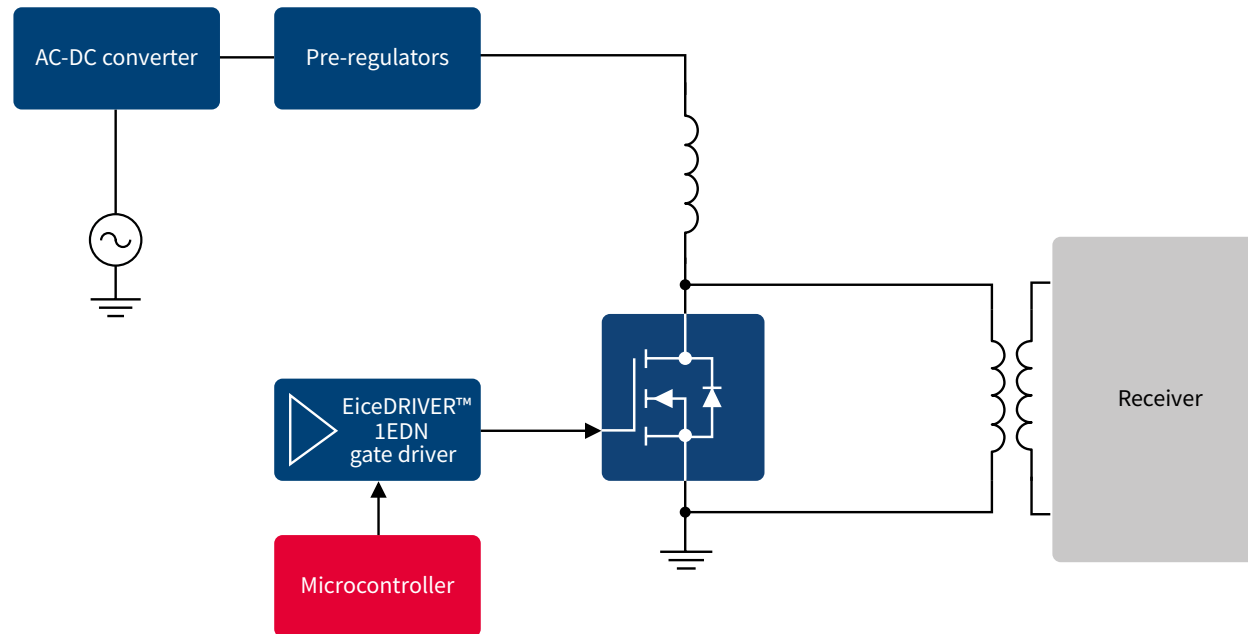 AC-DC converter
Pre-regulators
EiceDRIVER™
1EDN
gate driver
Receiver
Microcontroller